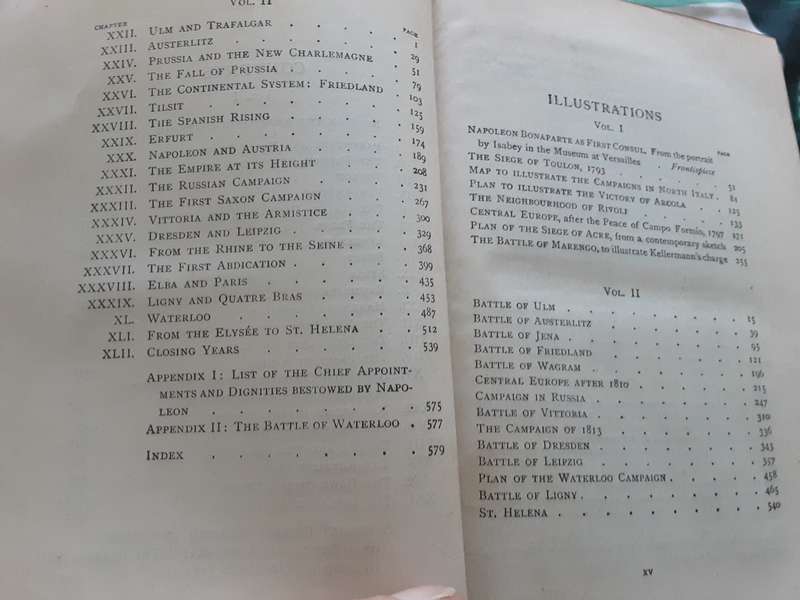 VOL. II
CHAPTER PAGE
XXII. ULM AND TRAFALGAR . . . . 1
XXIII. AUSTERLITZ . . . . . . 29
XXIV. PRUSSIA AND THE NEW CHARLEMAGNE . 51
XXV. THE FALL OF PRUSSIA . . . . . 79
XXVI. THE CONTINENTAL SYSTEM: FRIEDLAND . 103
XXVII. TILSIT . . . . . . . 125
XXVIII. THE SPANISH RISING . . . . . 159
XXIX. ERFURT . . . . . . . 174
XXX. NAPOLEON AND AUSTRIA . . . . 189
XXXI. THE EMPIRE AT ITS HEIGHT . . . . 208
XXXII. THE RUSSIAN CAMPAIGN . . . . 231
XXXIII. THE FIRST SAXON CAMPAIGN . . . . 267
XXXIV. VITTORIA AND THE ARMISTICE . . . . 300
XXXV. DRESDEN AND LEIPZIG . . . . . 329
XXXVI. FROM THE RHINE TO THE SEINE . . . 368
XXXVII. THE FIRST ABDICATION . . . . . 399
XXXVIII. ELBA AND PARIS . . . . . . 435
XXXIX. LIGNY AND QUATRE BRAS . . . . 453
XL. WATERLOO . . . . . . 487
XLI. FROM THE ELYSÉE TO ST. HELENA . . . 512
XLII. CLOSING YEARS . . . . . . 539
APPENDIX I: LIST OF THE CHIEF APPOINT-
MENTS AND DIGNITIES BESTOWED BY NAPO-
LEON . . . . . . . 575
APPENDIX II: THE BATTLE OF WATERLOO . 577
INDEX . . . . . . . 579
ILLUSTRATIONS
VOL. I
PAGE
NAPOLEON BONAPARTE AS FIRST CONSUL. From the portrait
by Isabey in the Museum at Versailles . Frontispiece
THE SIEGE OF TOULON, 1793 . . . . . 51
MAP TO ILLUSTRATE THE CAMPAIGNS IN NORTH ITALY . 81
PLAN TO ILLUSTRATE THE VICTORY OF ARCOLA . . 125
THE NEIGHBOURHOOD OF RIVOLI . . . . . 133
CENTRAL EUROPE, after the Peace of Campo Formio, 1797 171
PLAN OF THE SIEGE OF ACRE, from a contemporary sketch 205
THE BATTLE OF MARENGO, to illustrate Kellermann's charge 255
VOL. II
BATTLE OF ULM . . . . . . . 15
BATTLE OF AUSTERLITZ . . . . . . 39
BATTLE OF JENA . . . . . . . 95
BATTLE OF FRIEDLAND . . . . . . 121
BATTLE OF WAGRAM . . . . . . 196
CENTRAL EUROPE AFTER 1810 . . . . . 215
CAMPAIGN IN RUSSIA . . . . . . 247
BATTLE OF VITTORIA . . . . . . 310
THE CAMPAIGN OF 1813 . . . . . 336
BATTLE OF DRESDEN . . . . . . 343
BATTLE OF LEIPZIG . . . . . . 357
PLAN OF THE WATERLOO CAMPAIGN . . . . 458
BATTLE OF LIGNY . . . . . . . 465
ST. HELENA . . . . . . . 540
xv